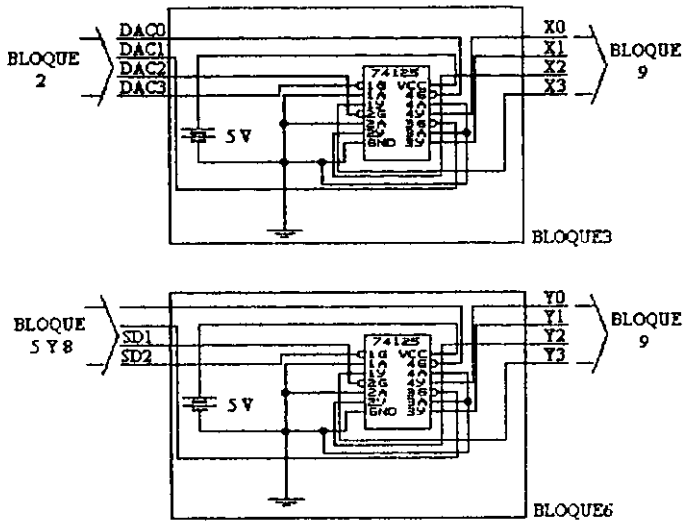 BLOQUE
2
DAC0
DAC1
DAC2
DAC3
5 V
74125
1G
1A
1Y
2G
2A
2Y
GND
VCC
4G
4A
4Y
3G
3A
3Y
X0
X1
X2
X3
BLOQUE
9
BLOQUE3
BLOQUE
5 Y 8
SD1
SD2
5 V
74125
1G
1A
1Y
2G
2A
2Y
GND
VCC
4G
4A
4Y
3G
3A
3Y
Y0
Y1
Y2
Y3
BLOQUE
9
BLOQUE6